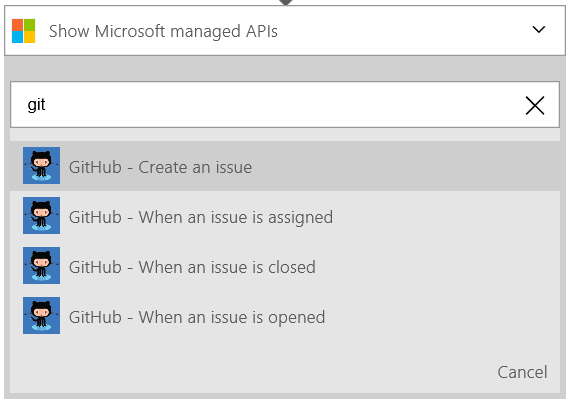 Show Microsoft managed APIs
git
GitHub - Create an issue
GitHub - When an issue is assigned
GitHub - When an issue is closed
GitHub - When an issue is opened
Cancel